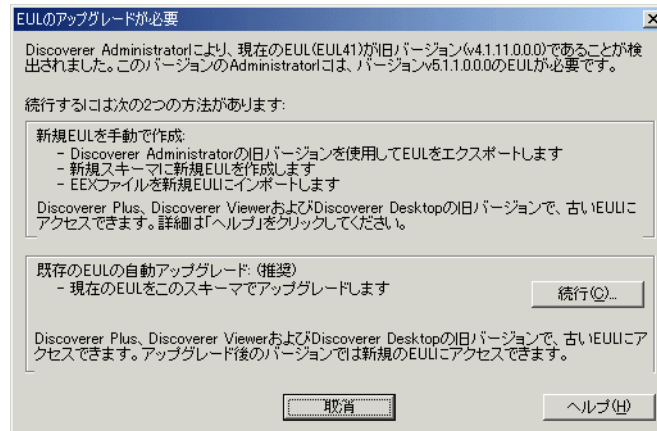 EULのアップグレードが必要
Discoverer Administratorにより、現在のEUL(EUL41)が旧バージョン(v4.1.11.0.0.0)であることが検
出されました。このバージョンのAdministratorには、バージョンv5.1.1.0.0.0のEULが必要です。
続行するには次の2つの方法があります:
新規EULを手動で作成:
- Discoverer Administratorの旧バージョンを使用してEULをエクスポートします
- 新規スキーマに新規EULを作成します
- EEXファイルを新規EULにインポートします
Discoverer Plus、Discoverer ViewerおよびDiscoverer Desktopの旧バージョンで、古いEULに
アクセスできます。詳細は「ヘルプ」をクリックしてください。
既存のEULの自動アップグレード: (推奨)
- 現在のEULをこのスキーマでアップグレードします
続行(C)...
Discoverer Plus、Discoverer ViewerおよびDiscoverer Desktopの旧バージョンで、古いEULにア
クセスできます。アップグレード後のバージョンでは新規のEULにアクセスできます。
取消
ヘルプ(H)